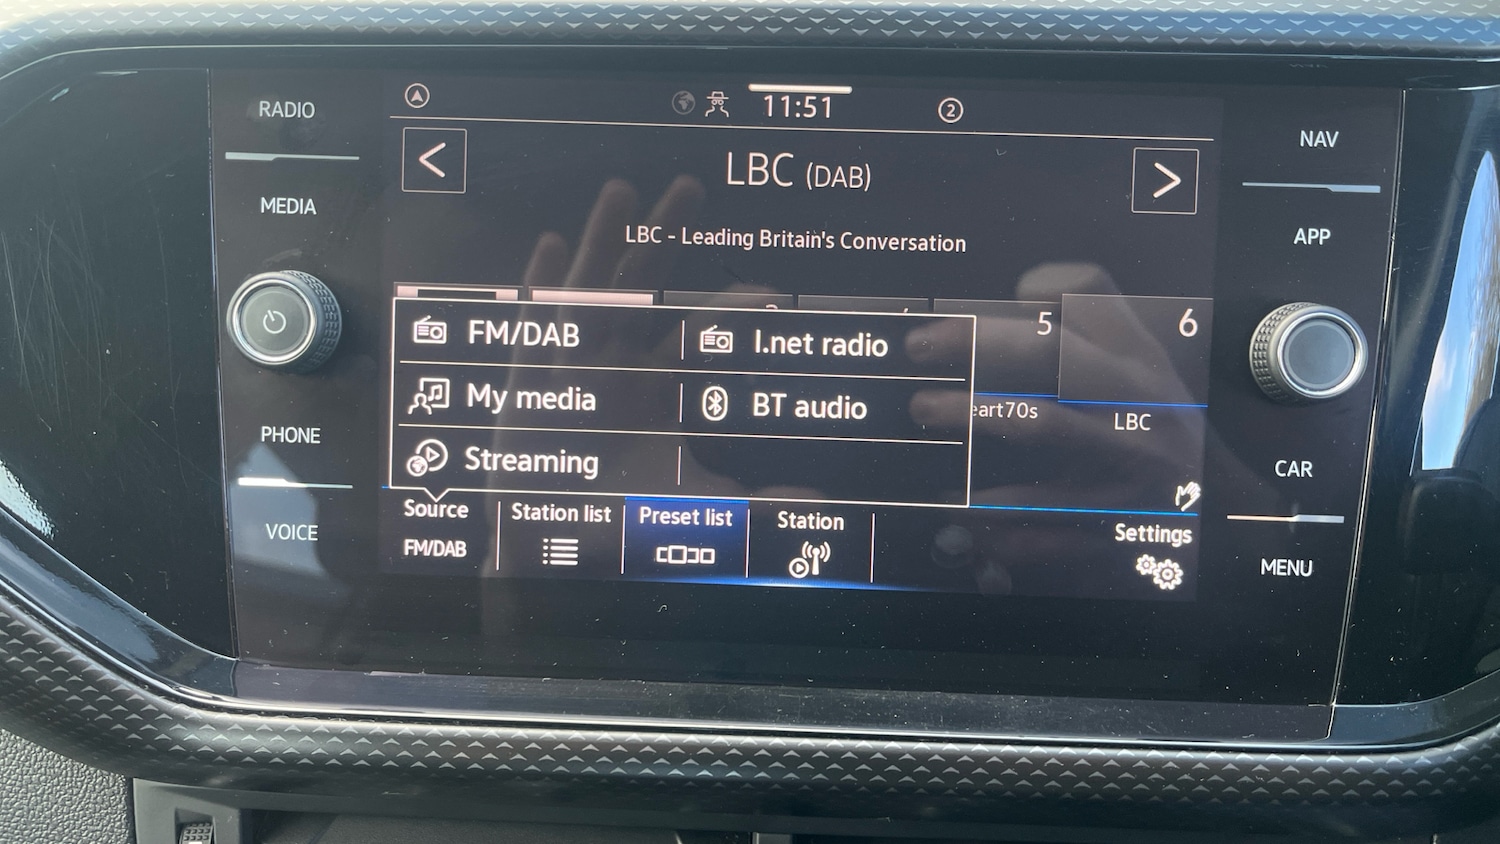 RADIO
MEDIA
PHONE
VOICE
11:51
2
LBC (DAB)
LBC - Leading Britain's Conversation
FM/DAB
I.net radio
My media
BT audio
Streaming
5
6
eart70s
LBC
Source
FM/DAB
Station list
Preset list
Station
Settings
NAV
APP
CAR
MENU